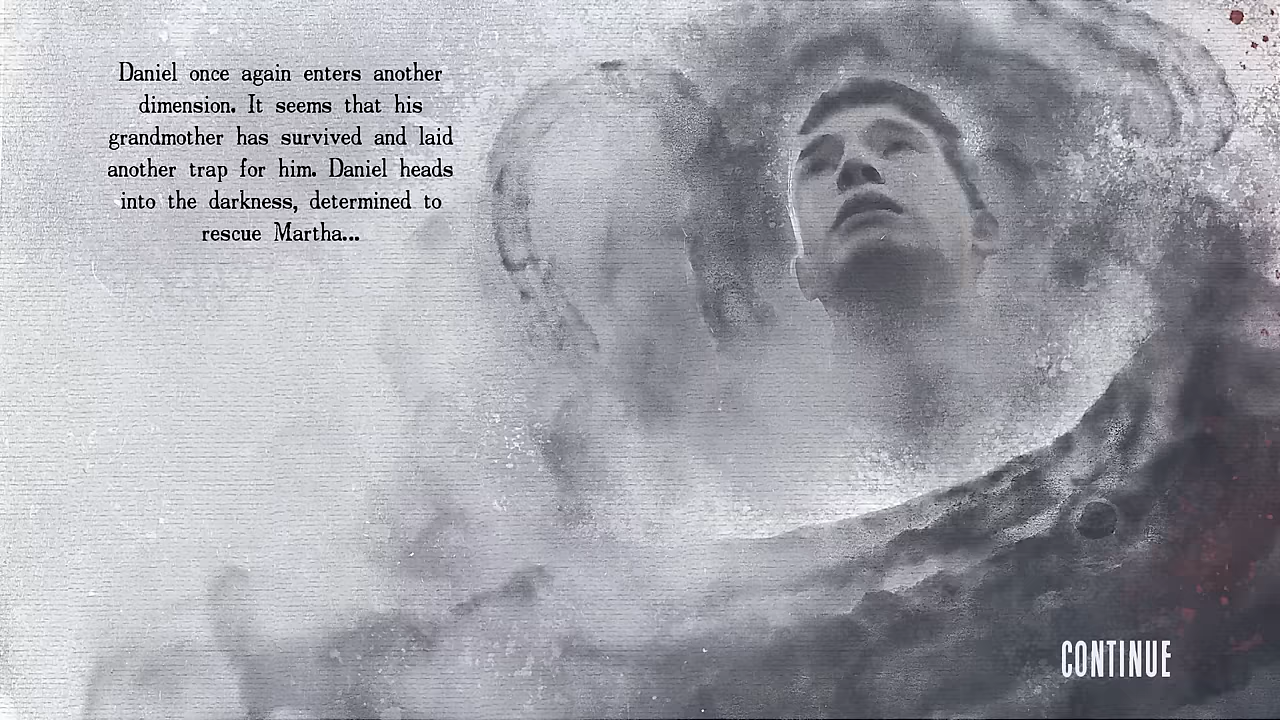 Daniel once again enters another
dimension. It seems that his
grandmother has survived and laid
another trap for him. Daniel heads
into the darkness, determined to
rescue Martha...
CONTINUE